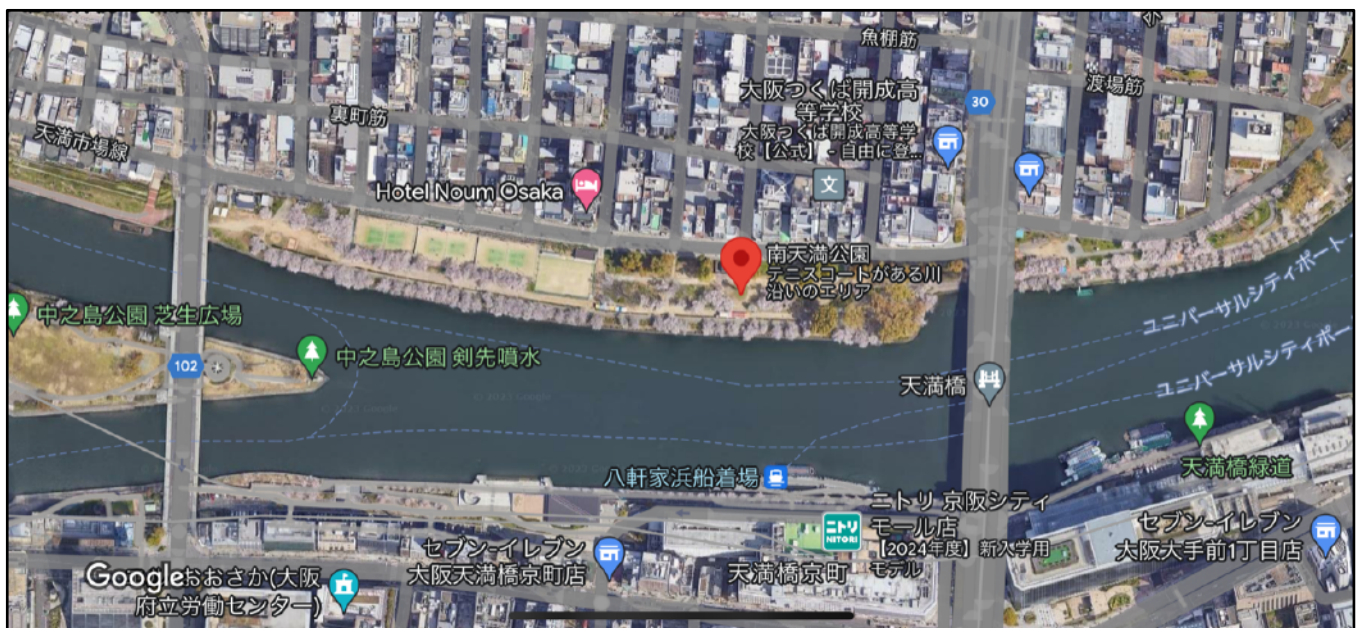 魚棚筋
渡場筋
大阪つくば開成高
等学校
大阪つくば開成高等学
校【公式】 - 自由に登...
30
裏町筋
天満市場線
Hotel Noum Osaka
文
南天満公園
テニスコートがある川
沿いのエリア
中之島公園 芝生広場
102
中之島公園 剣先噴水
ユニバーサルシティポート
ユニバーサルシティポー
天満橋
天満橋緑道
八軒家浜船着場
ニトリ
NITORI
ニトリ 京阪シティ
モール店
【2024年度】新入学用
モデル
セブン-イレブン
大阪天満橋京町店
天満橋京町
セブン-イレブン
大阪大手前1丁目店
Google
おおさか(大阪
府立労働センター)